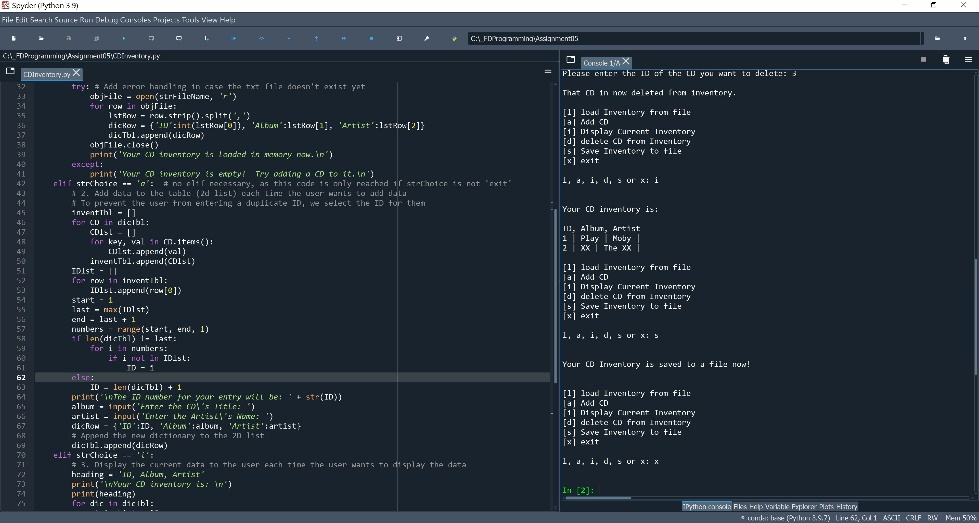 Spyder (Python 3.9)
File Edit Search Source Run Debug Consoles Projects Tools View Help
C:\_FDProgramming\Assignment05
C:\_FDProgramming\Assignment05\CDInventory.py
CDInventory.py
32 try: # Add error handling in case the txt file doesn't exist yet
33 objFile = open(strFileName, 'r')
34 for row in objFile:
35 lstRow = row.strip().split(',')
36 dicRow = {'ID':int(lstRow[0]), 'Album':lstRow[1], 'Artist':lstRow[2]}
37 dicTbl.append(dicRow)
38 objFile.close()
39 print('Your CD inventory is loaded in memory now.\n')
40 except:
41 print('Your CD inventory is empty! Try adding a CD to it.\n')
42 elif strChoice == 'a': # no elif necessary, as this code is only reached if strChoice is not 'exit'
43 # 2. Add data to the table (2d list) each time the user wants to add data
44 # To prevent the user from entering a duplicate ID, we select the ID for them
45 inventTbl = []
46 for CD in dicTbl:
47 CDlst = []
48 for key, val in CD.items():
49 CDlst.append(val)
50 inventTbl.append(CDlst)
51 IDlst = []
52 for row in inventTbl:
53 IDlst.append(row[0])
54 start = 1
55 last = max(IDlst)
56 end = last + 1
57 numbers = range(start, end, 1)
58 if len(dicTbl) != last:
59 for i in numbers:
60 if i not in IDlst:
61 ID = i
62 else:
63 ID = len(dicTbl) + 1
64 print('\nThe ID number for your entry will be: ' + str(ID))
65 album = input('Enter the CD\'s Title: ')
66 artist = input('Enter the Artist\'s Name: ')
67 dicRow = {'ID':ID, 'Album':album, 'Artist':artist}
68 # Append the new dictionary to the 2D list
69 dicTbl.append(dicRow)
70 elif strChoice == 'i':
71 # 3. Display the current data to the user each time the user wants to display the data
72 heading = 'ID, Album, Artist'
73 print('\nYour CD inventory is: \n')
74 print(heading)
75 for dic in dicTbl:
Console 1/A
Please enter the ID of the CD you want to delete: 3
That CD in now deleted from inventory.
[l] load Inventory from file
[a] Add CD
[i] Display Current Inventory
[d] delete CD from Inventory
[s] Save Inventory to file
[x] exit
l, a, i, d, s or x: i
Your CD inventory is:
ID, Album, Artist
1 | Play | Moby |
2 | XX | The XX |
[l] load Inventory from file
[a] Add CD
[i] Display Current Inventory
[d] delete CD from Inventory
[s] Save Inventory to file
[x] exit
l, a, i, d, s or x: s
Your CD Inventory is saved to a file now!
[l] load Inventory from file
[a] Add CD
[i] Display Current Inventory
[d] delete CD from Inventory
[s] Save Inventory to file
[x] exit
l, a, i, d, s or x: x
In [2]:
IPython console Files Help Variable Explorer Plots History
conda: base (Python 3.9.7) Line 62, Col 1 ASCII CRLF RW Mem 50%